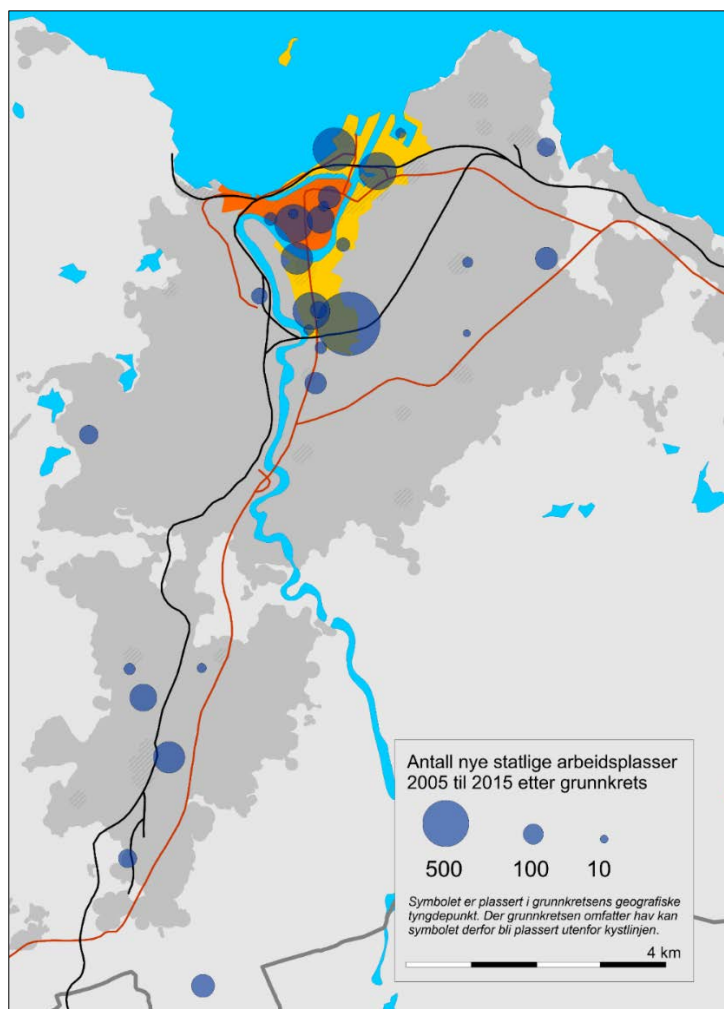 Antall nye statlige arbeidsplasser
2005 til 2015 etter grunnkrets
500 100 10
Symbolet er plassert i grunnkretsens geografiske
tyngdepunkt. Der grunnkretsen omfatter hav kan
symbolet derfor bli plassert utenfor kystlinjen.
4 km